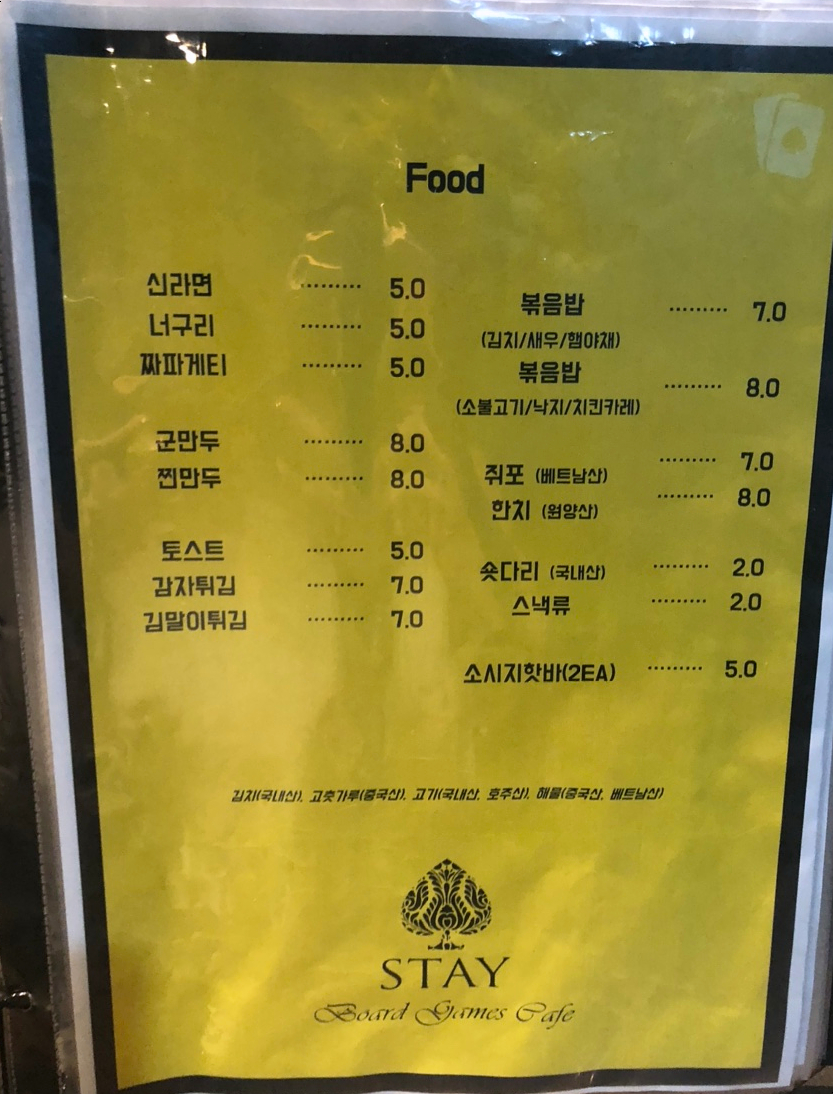 Food
신라면 ········· 5.0
너구리 ········· 5.0
짜파게티 ········· 5.0
군만두 ········· 8.0
찐만두 ········· 8.0
토스트 ········· 5.0
감자튀김 ········· 7.0
김말이튀김 ········· 7.0
볶음밥 ········· 7.0
(김치/새우/햄야채)
볶음밥 ········· 8.0
(소불고기/낙지/치킨카레)
쥐포 (베트남산) ········· 7.0
한치 (원양산) ········· 8.0
숏다리 (국내산) ········· 2.0
스낵류 ········· 2.0
소시지핫바(2EA) ········· 5.0
김치(국내산), 고춧가루(중국산), 고기(국내산, 호주산), 해물(중국산, 베트남산)
STAY
Board Games Cafe